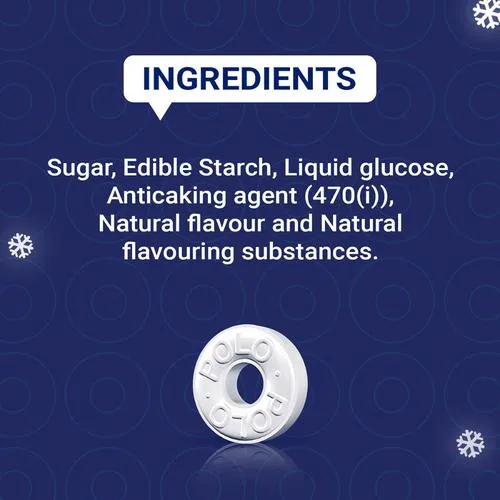 INGREDIENTS
Sugar, Edible Starch, Liquid glucose,
Anticaking agent (470(i)),
Natural flavour and Natural
flavouring substances.
POLO
POLO